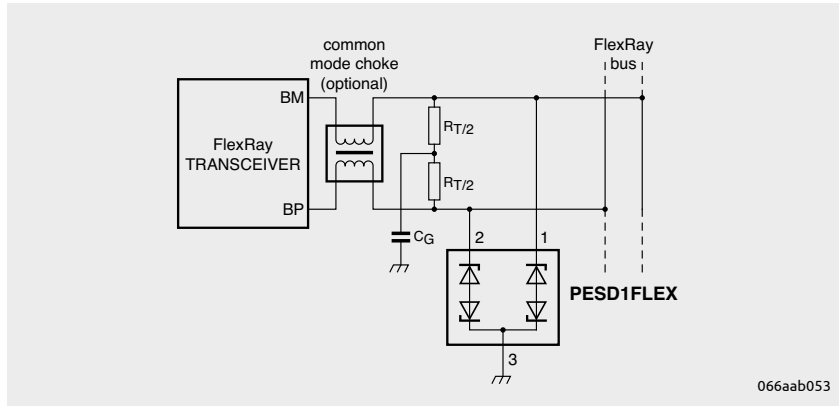 common
mode choke
(optional)
FlexRay
bus
BM
FlexRay
TRANSCEIVER
BP
RT/2
RT/2
CG
2
1
PESD1FLEX
3
066aab053